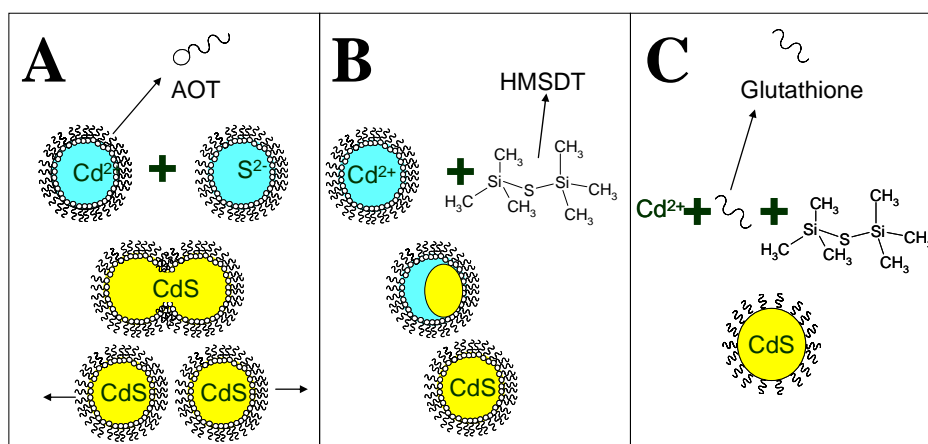 A
AOT
Cd2
S2-
CdS
CdS
CdS
B
HMSDT
Cd2+
CH3
CH3
Si
Si
S
H3C
CH3
CH3
CH3
CdS
C
Glutathione
Cd2+
CH3
CH3
Si
Si
S
H3C
CH3
CH3
CH3
CdS